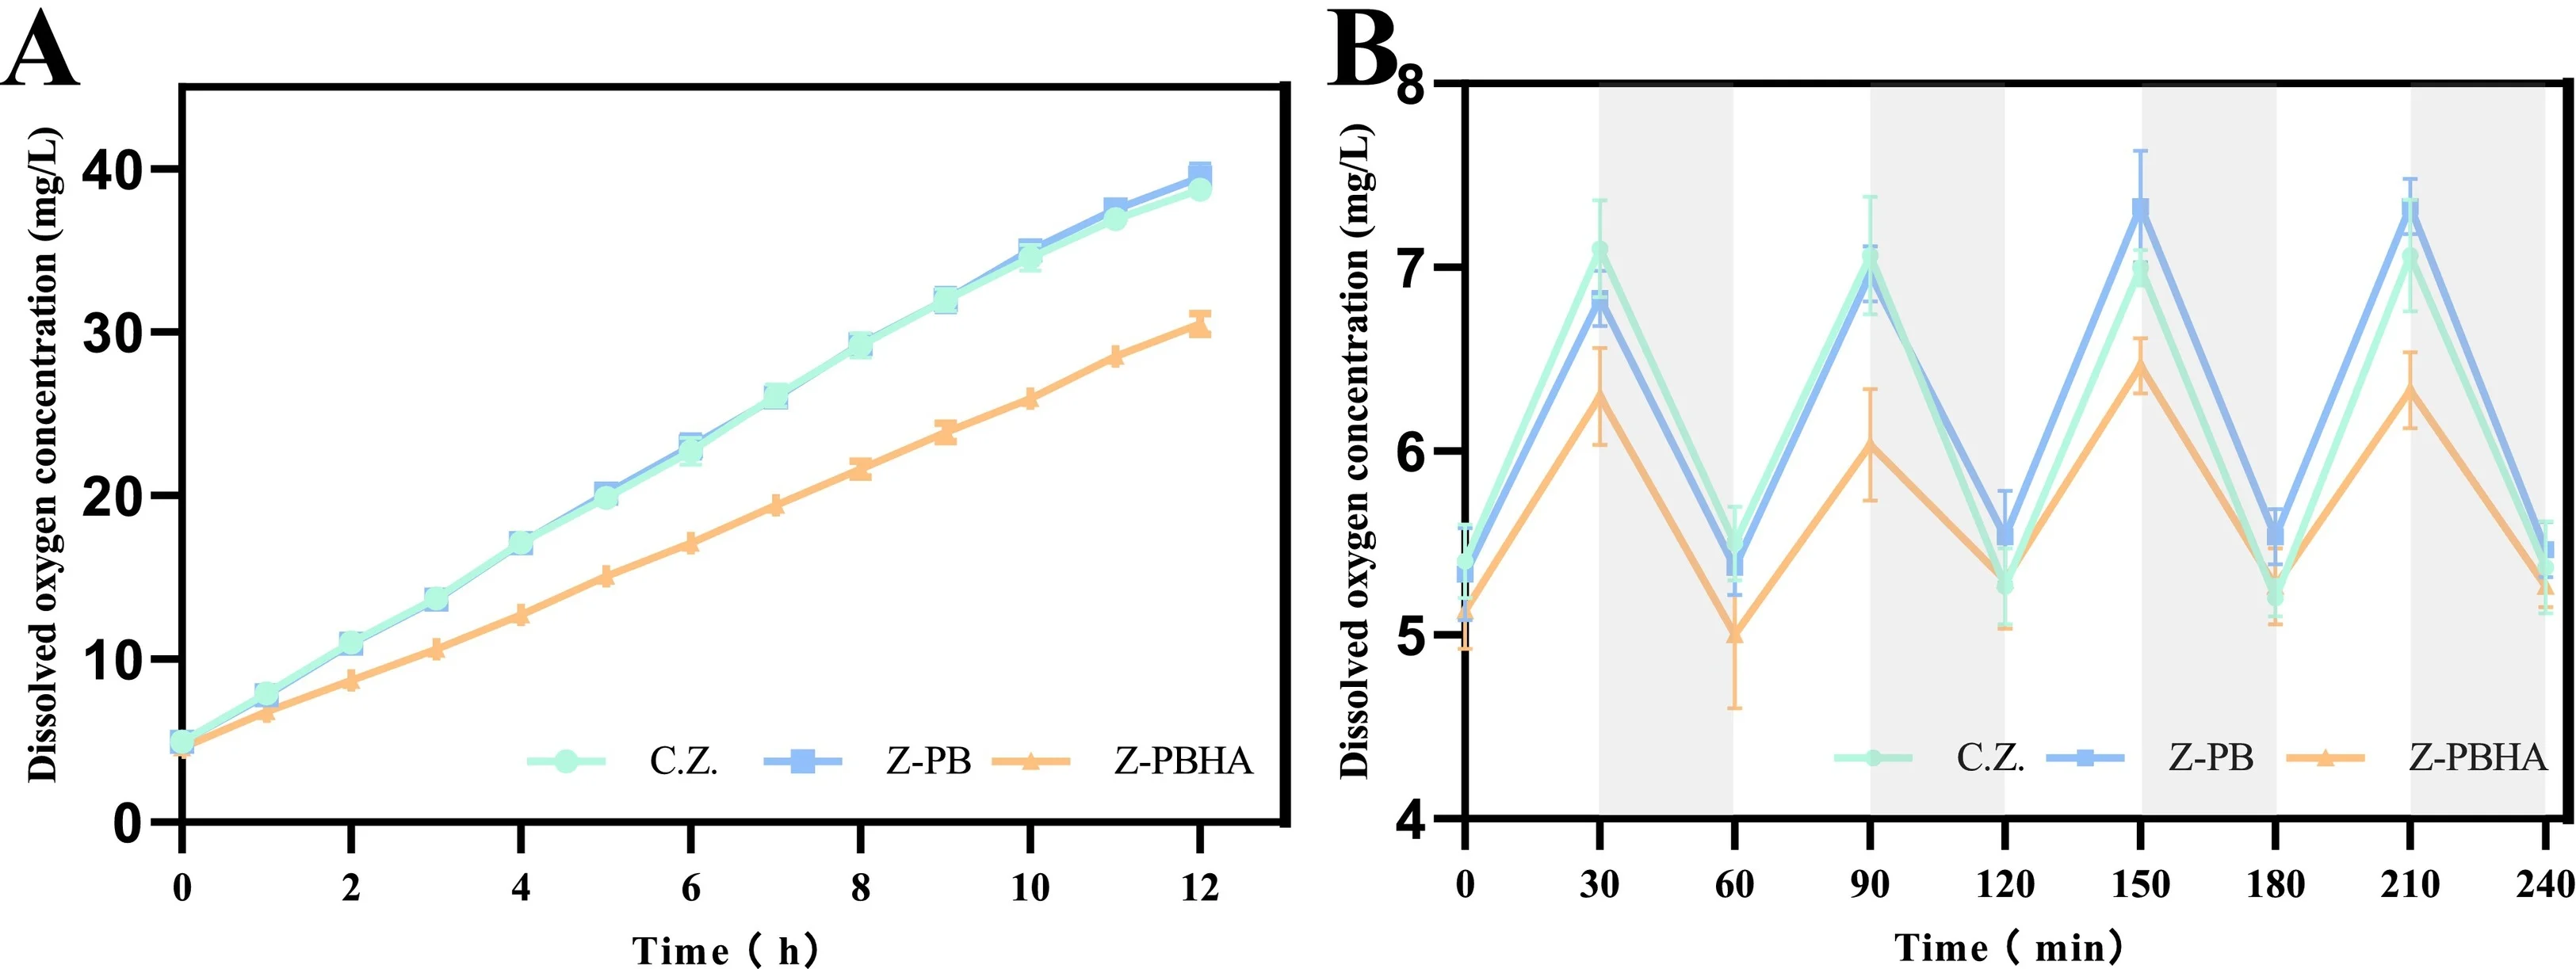 A
Dissolved oxygen concentration (mg/L)
40
30
20
10
0
C.Z. Z-PB Z-PBHA
0 2 4 6 8 10 12
Time ( h)
B
Dissolved oxygen concentration (mg/L)
8
7
6
5
4
C.Z. Z-PB Z-PBHA
0 30 60 90 120 150 180 210 240
Time ( min)